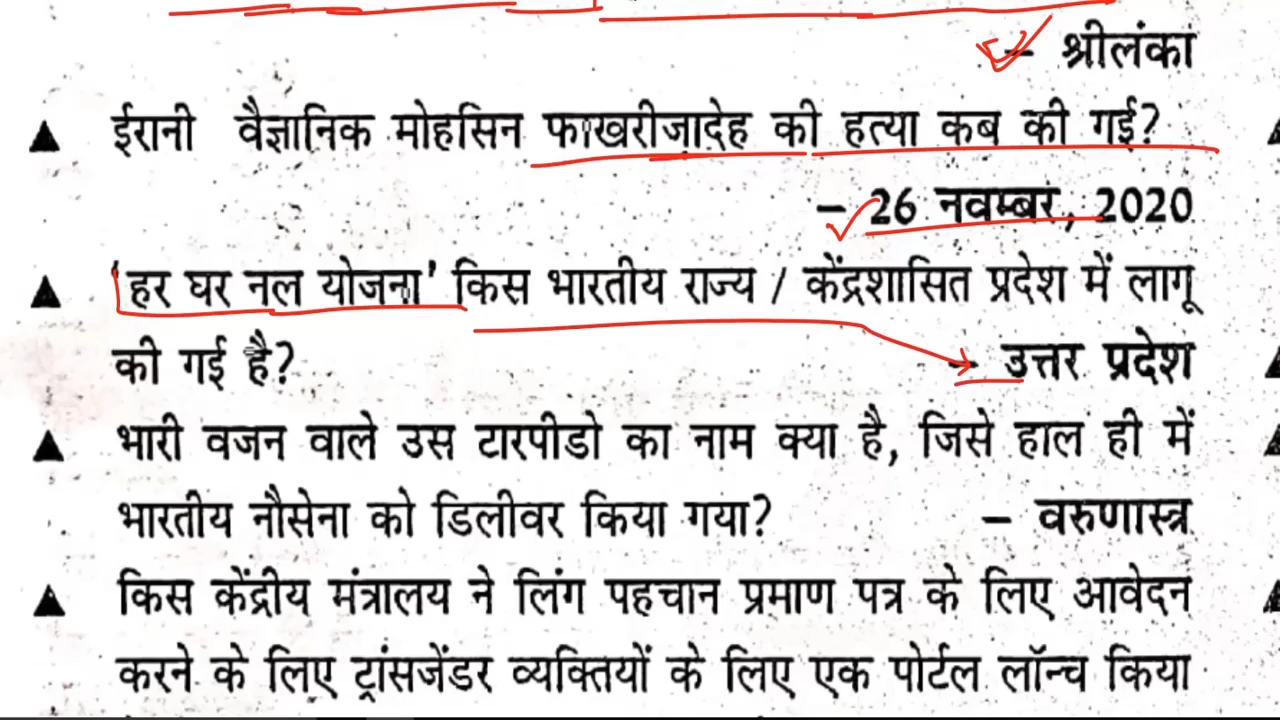 – श्रीलंका
▲ ईरानी वैज्ञानिक मोहसिन फाखरीज़ादेह की हत्या कब की गई?
– 26 नवम्बर, 2020
▲ 'हर घर नल योजना' किस भारतीय राज्य / केंद्रशासित प्रदेश में लागू
की गई है? – उत्तर प्रदेश
▲ भारी वजन वाले उस टारपीडो का नाम क्या है, जिसे हाल ही में
भारतीय नौसेना को डिलीवर किया गया? – वरुणास्त्र
▲ किस केंद्रीय मंत्रालय ने लिंग पहचान प्रमाण पत्र के लिए आवेदन
करने के लिए ट्रांसजेंडर व्यक्तियों के लिए एक पोर्टल लॉन्च किया